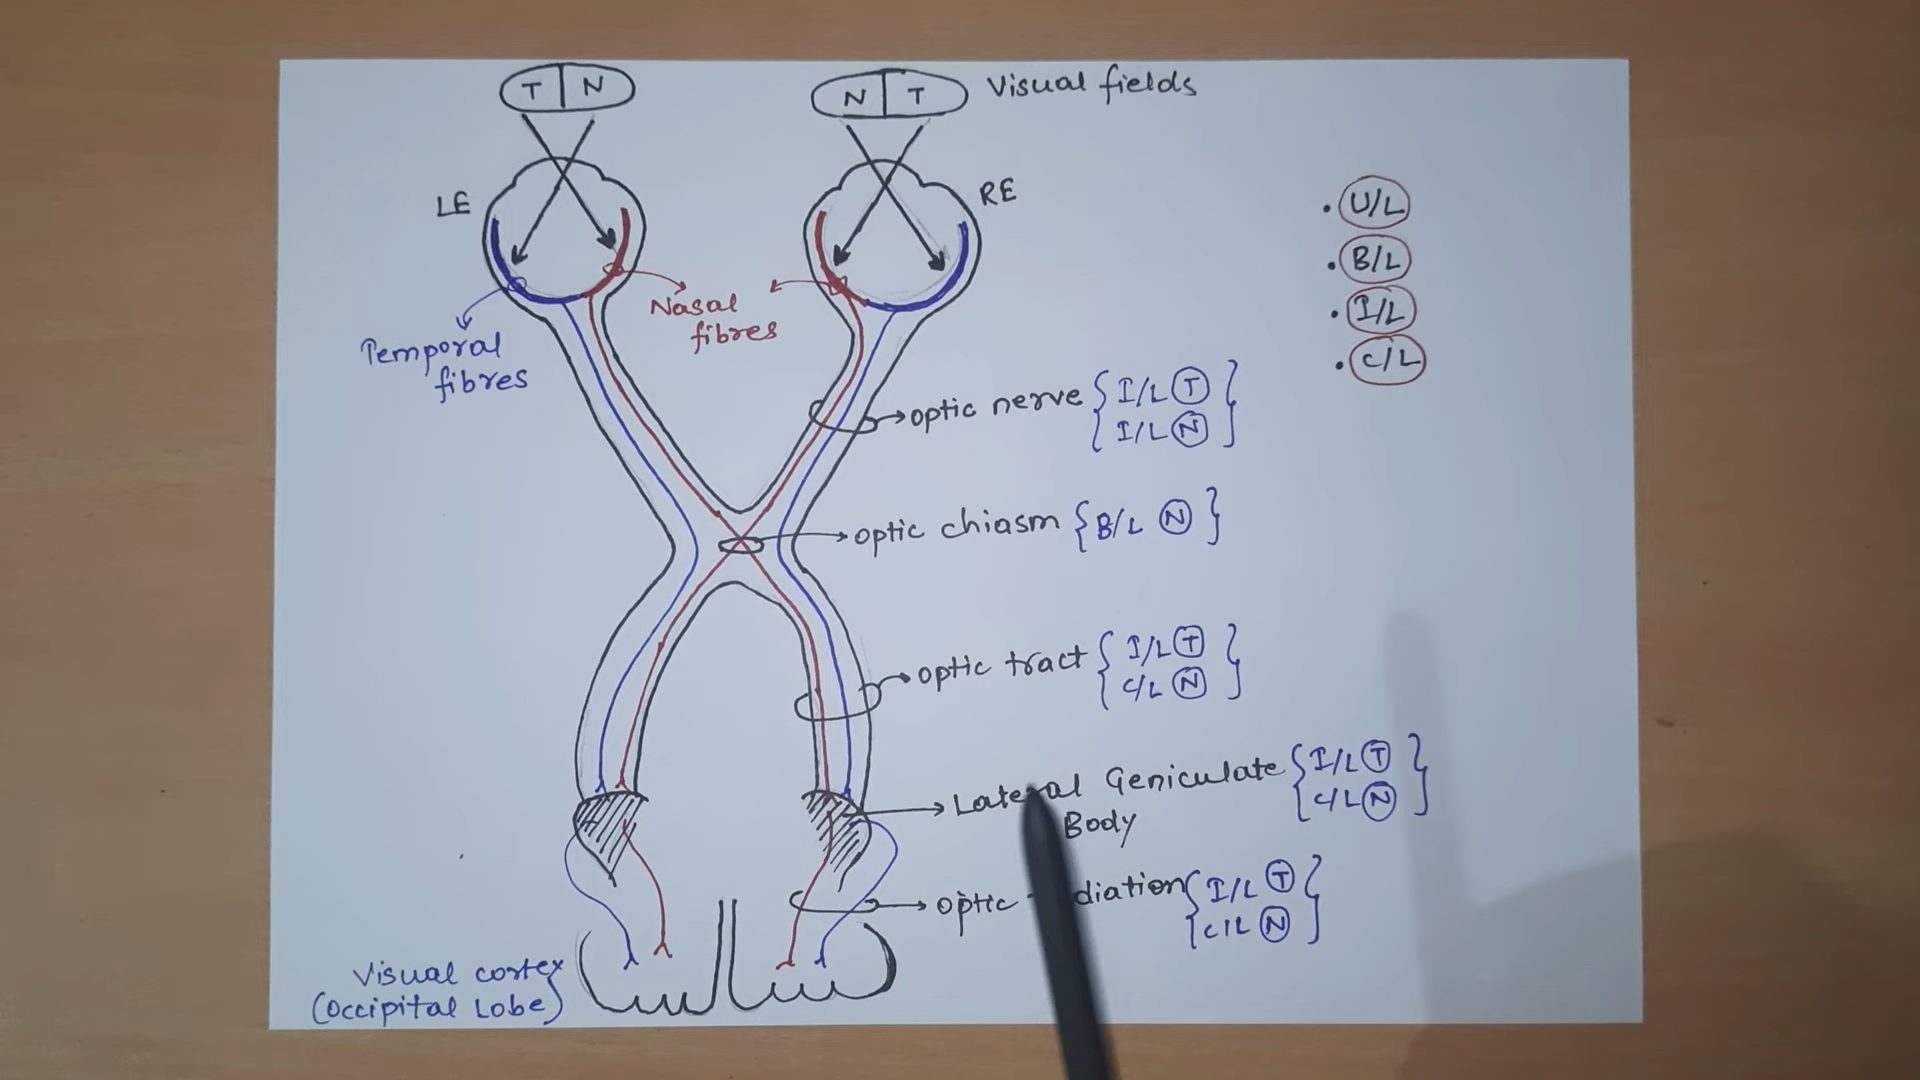 T N
N T Visual fields
LE
RE
Temporal
fibres
Nasal
fibres
• U/L
• B/L
• I/L
• C/L
optic nerve { I/L T }
{ I/L N }
optic chiasm { B/L N }
optic tract { I/L T }
{ C/L N }
Lateral Geniculate { I/L T }
Body { C/L N }
optic { I/L T }
{ C/L N }
Visual cortex
(Occipital Lobe)